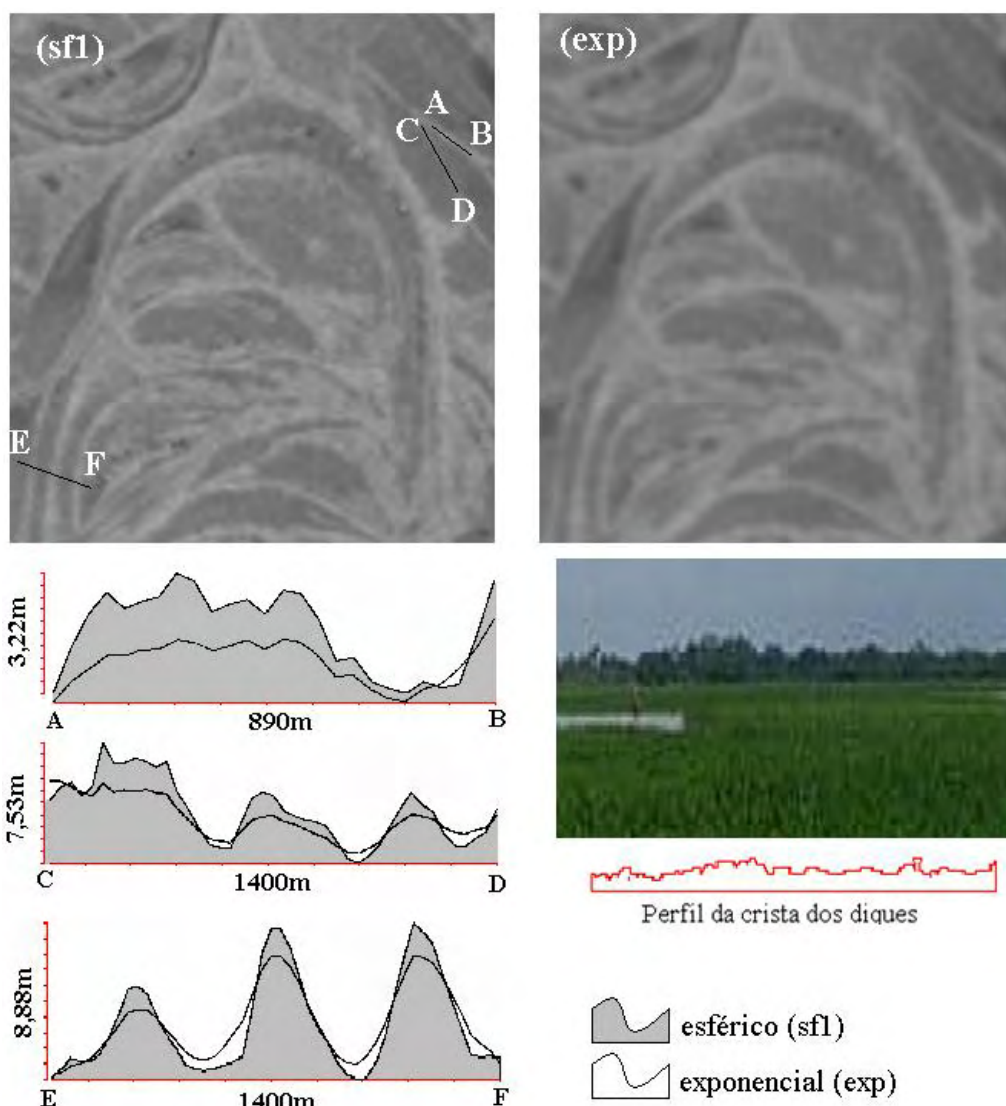 (sf1)
(exp)
A
C
B
D
E
F
3,22m
A
890m
B
7,53m
C
1400m
D
8,88m
E
1400m
F
Perfil da crista dos diques
esférico (sf1)
exponencial (exp)